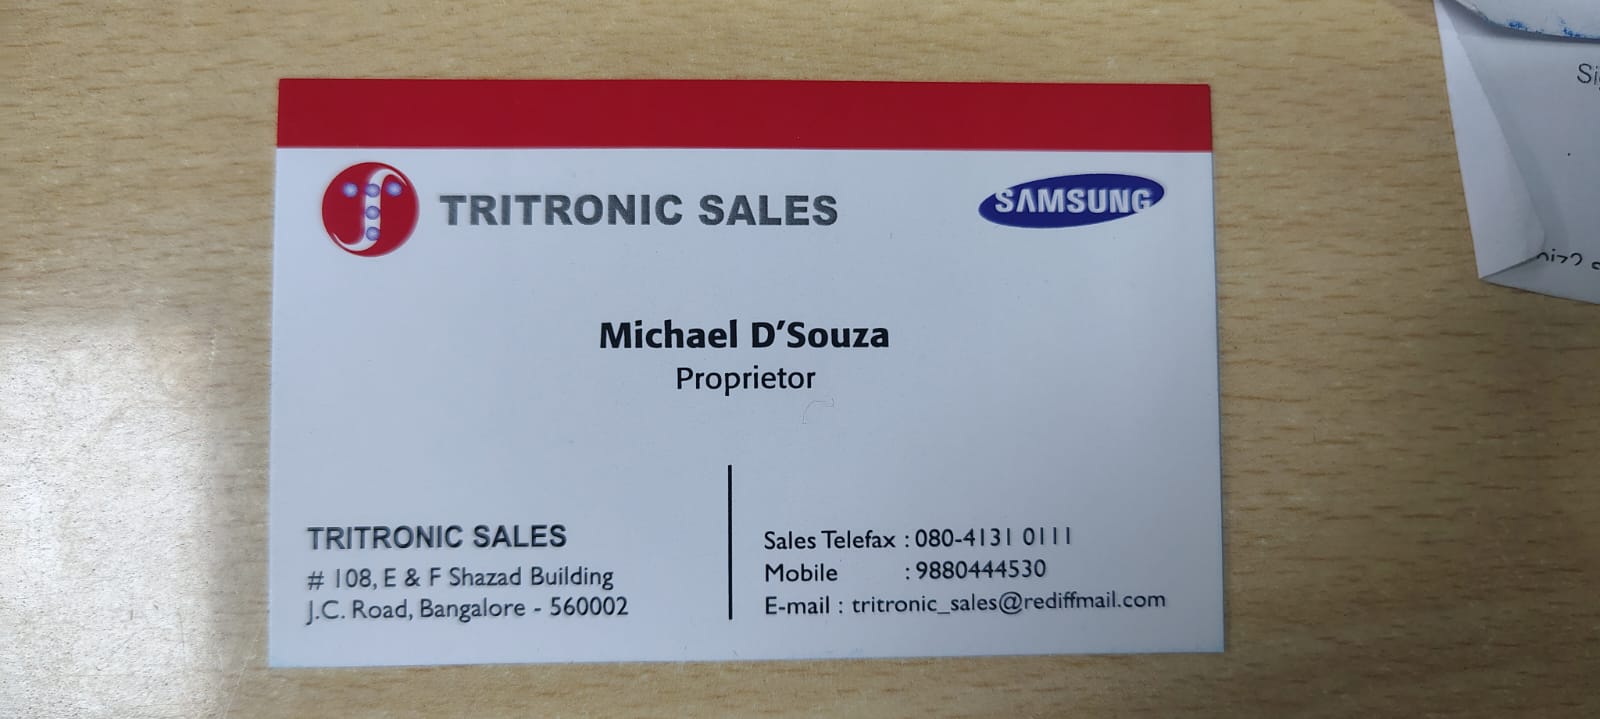 TRITRONIC SALES
SAMSUNG
Michael D'Souza
Proprietor
TRITRONIC SALES
# 108, E & F Shazad Building
J.C. Road, Bangalore - 560002
Sales Telefax : 080-4131 0111
Mobile : 9880444530
E-mail : tritronic_sales@rediffmail.com